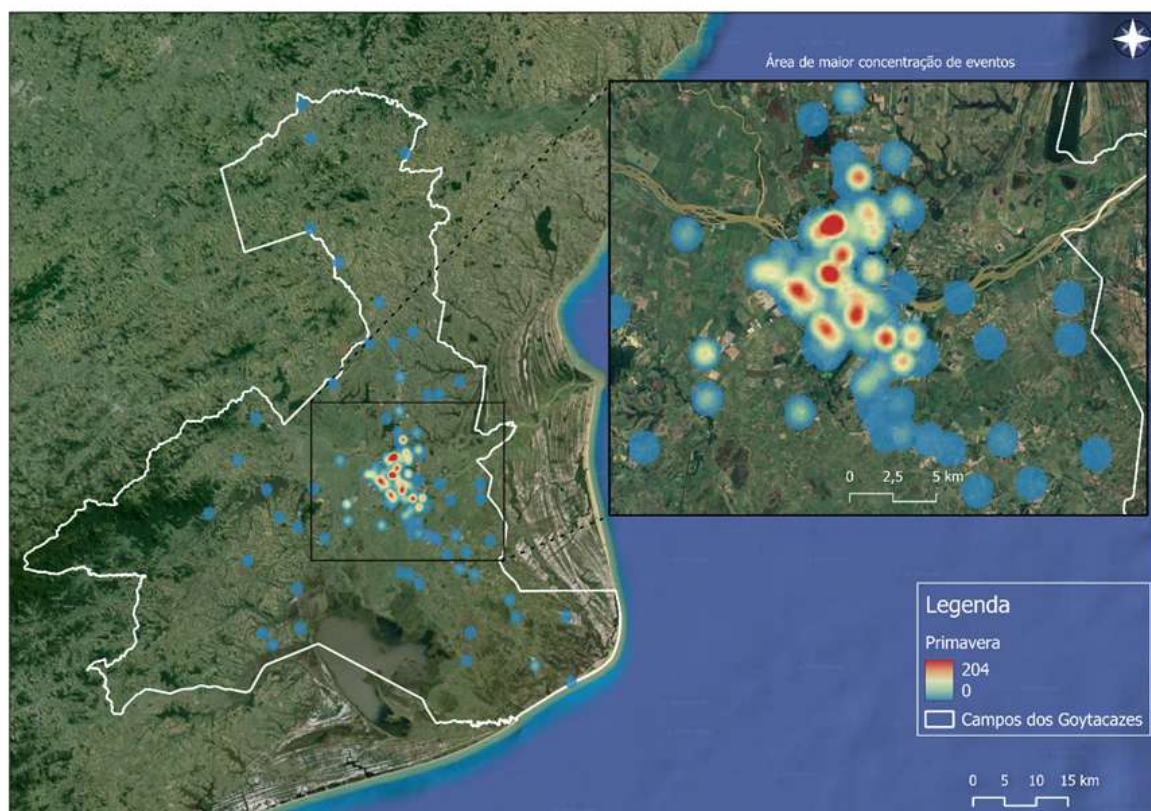 Área de maior concentração de eventos
0 2,5 5 km
Legenda
Primavera
204
0
Campos dos Goytacazes
0 5 10 15 km